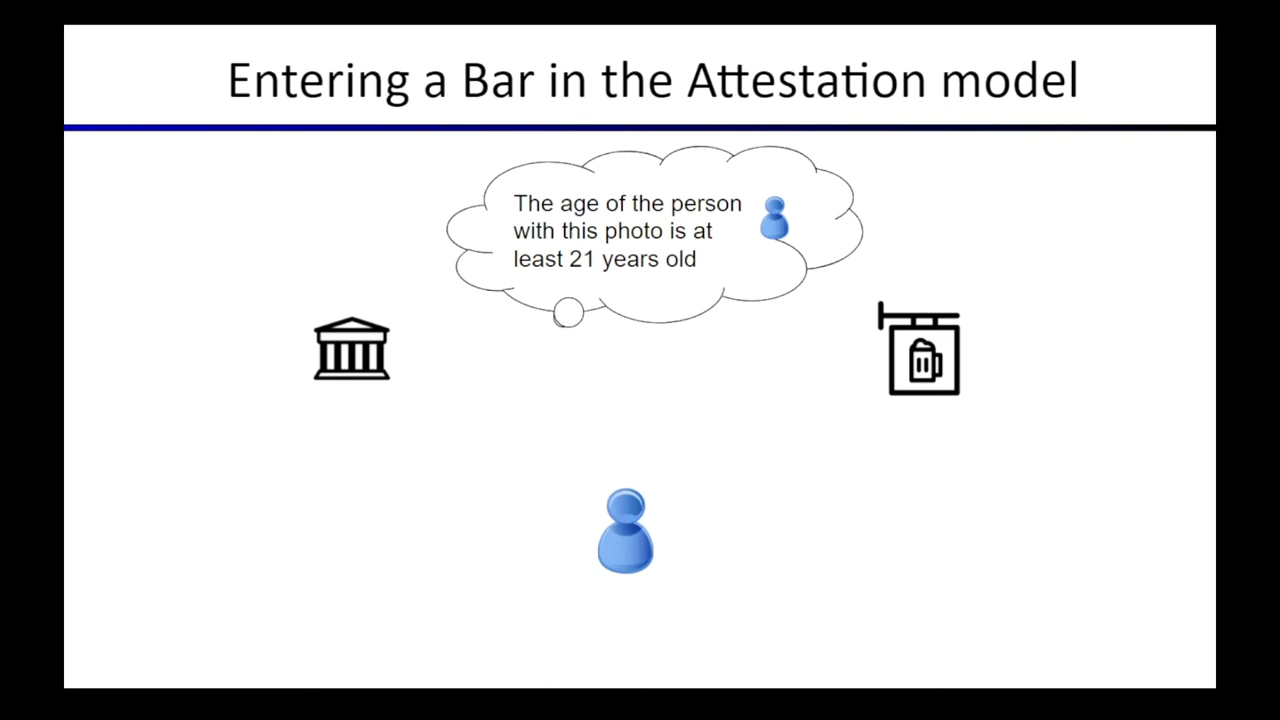 Entering a Bar in the Attestation model
The age of the person
with this photo is at
least 21 years old